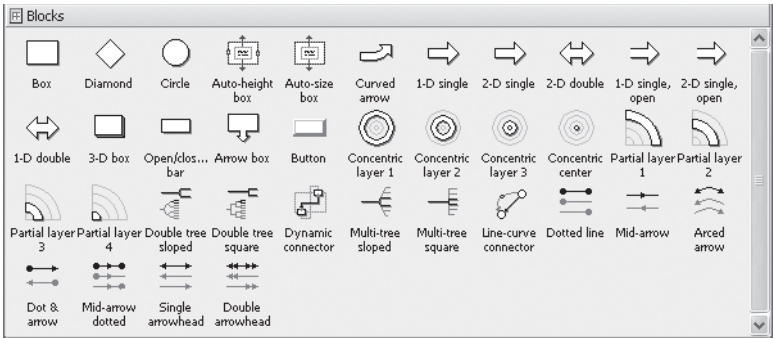 Blocks
Box Diamond Circle Auto-height Auto-size Curved 1-D single 2-D single 2-D double 1-D single, 2-D single,
box box arrow open open
1-D double 3-D box Open/clos... Arrow box Button Concentric Concentric Concentric Concentric Partial layer Partial layer
bar layer 1 layer 2 layer 3 center 1 2
Partial layer Partial layer Double tree Double tree Dynamic Multi-tree Multi-tree Line-curve Dotted line Mid-arrow Arced
3 4 sloped square connector sloped square connector arrow
Dot & Mid-arrow Single Double
arrow dotted arrowhead arrowhead